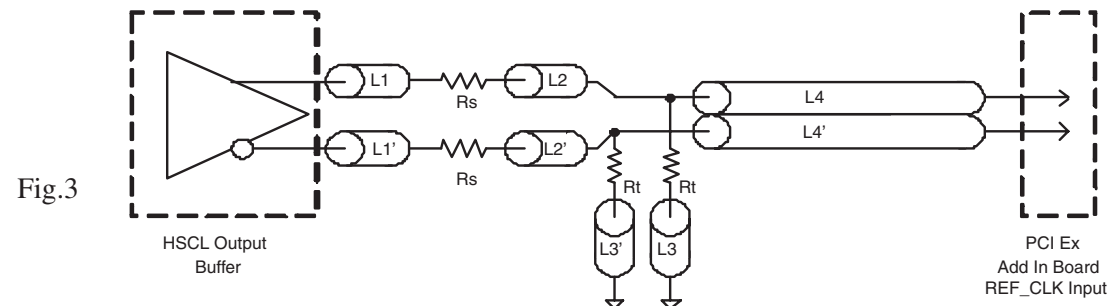 L1
Rs
L2
L4
L4'
L1'
Rs
L2'
Rt
Rt
L3'
L3
Fig.3
HSCL Output
Buffer
PCI Ex
Add In Board
REF_CLK Input